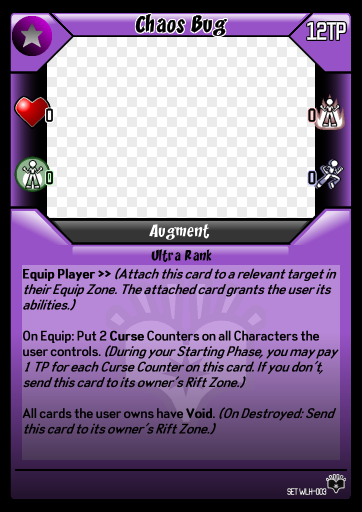 Chaos Bug
12TP
0
0
0
0
Augment
Ultra Rank
Equip Player >> (Attach this card to a relevant target in
their Equip Zone. The attached card grants the user its
abilities.)
On Equip: Put 2 Curse Counters on all Characters the
user controls. (During your Starting Phase, you may pay
1 TP for each Curse Counter on this card. If you don't,
send this card to its owner's Rift Zone.)
All cards the user owns have Void. (On Destroyed: Send
this card to its owner's Rift Zone.)
SET WLH-003